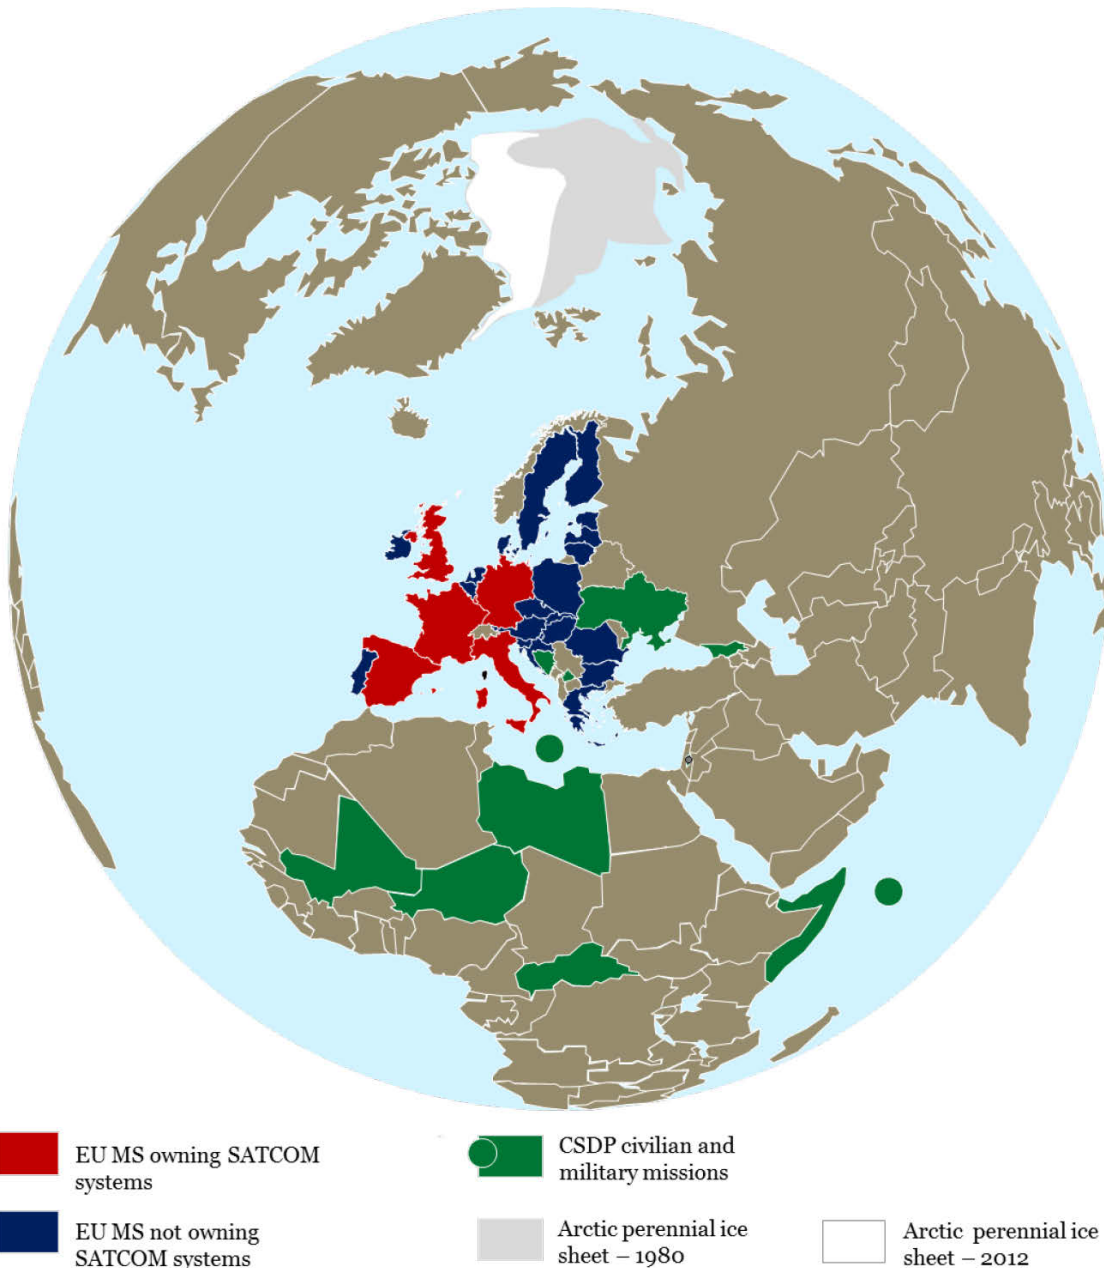 EU MS owning SATCOM
systems
CSDP civilian and
military missions
EU MS not owning
SATCOM systems
Arctic perennial ice
sheet – 1980
Arctic perennial ice
sheet – 2012